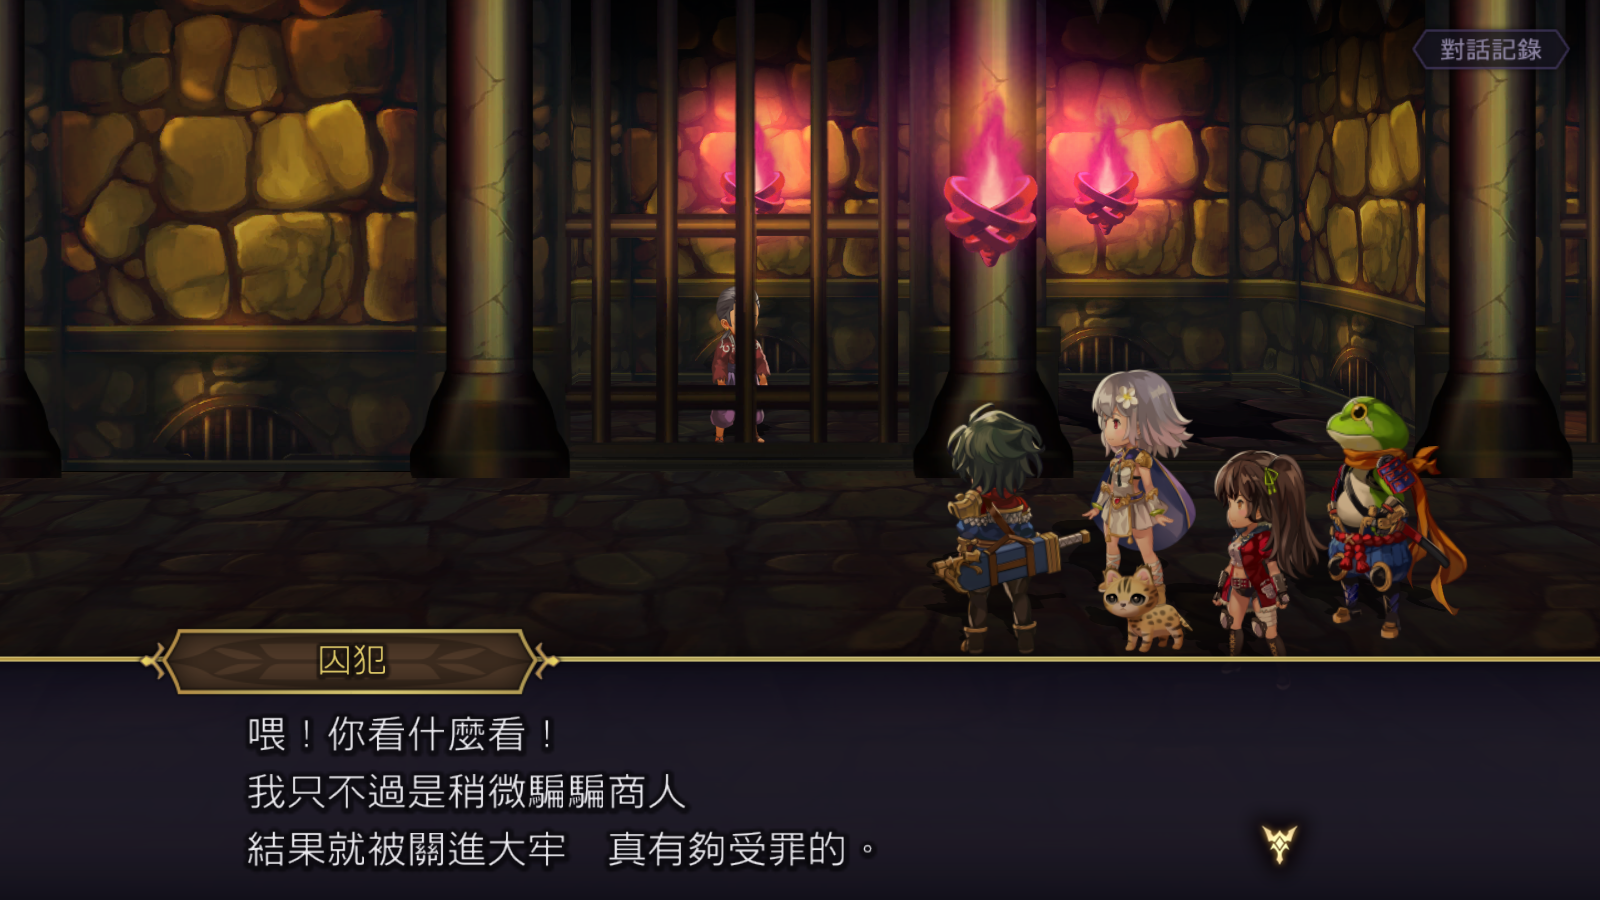 對話記錄
囚犯
喂！你看什麼看！
我只不過是稍微騙騙商人
結果就被關進大牢　真有夠受罪的。